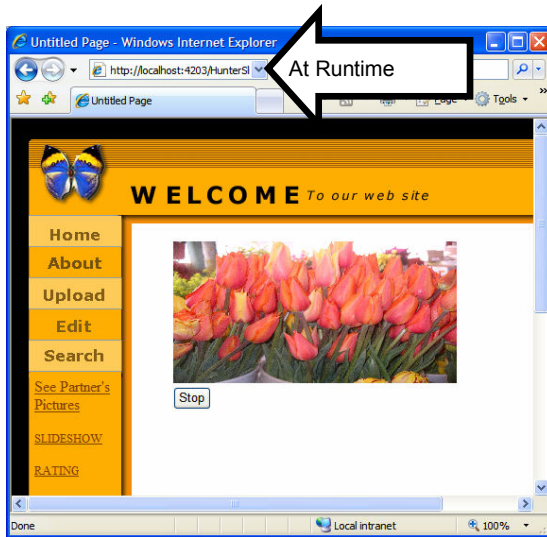 Untitled Page - Windows Internet Explorer
http://localhost:4203/HunterSl
At Runtime
Untitled Page
Page
Tools
»
WELCOME To our web site
Home
About
Upload
Edit
Search
See Partner's
Pictures
SLIDESHOW
RATING
Stop
Done
Local intranet
100%